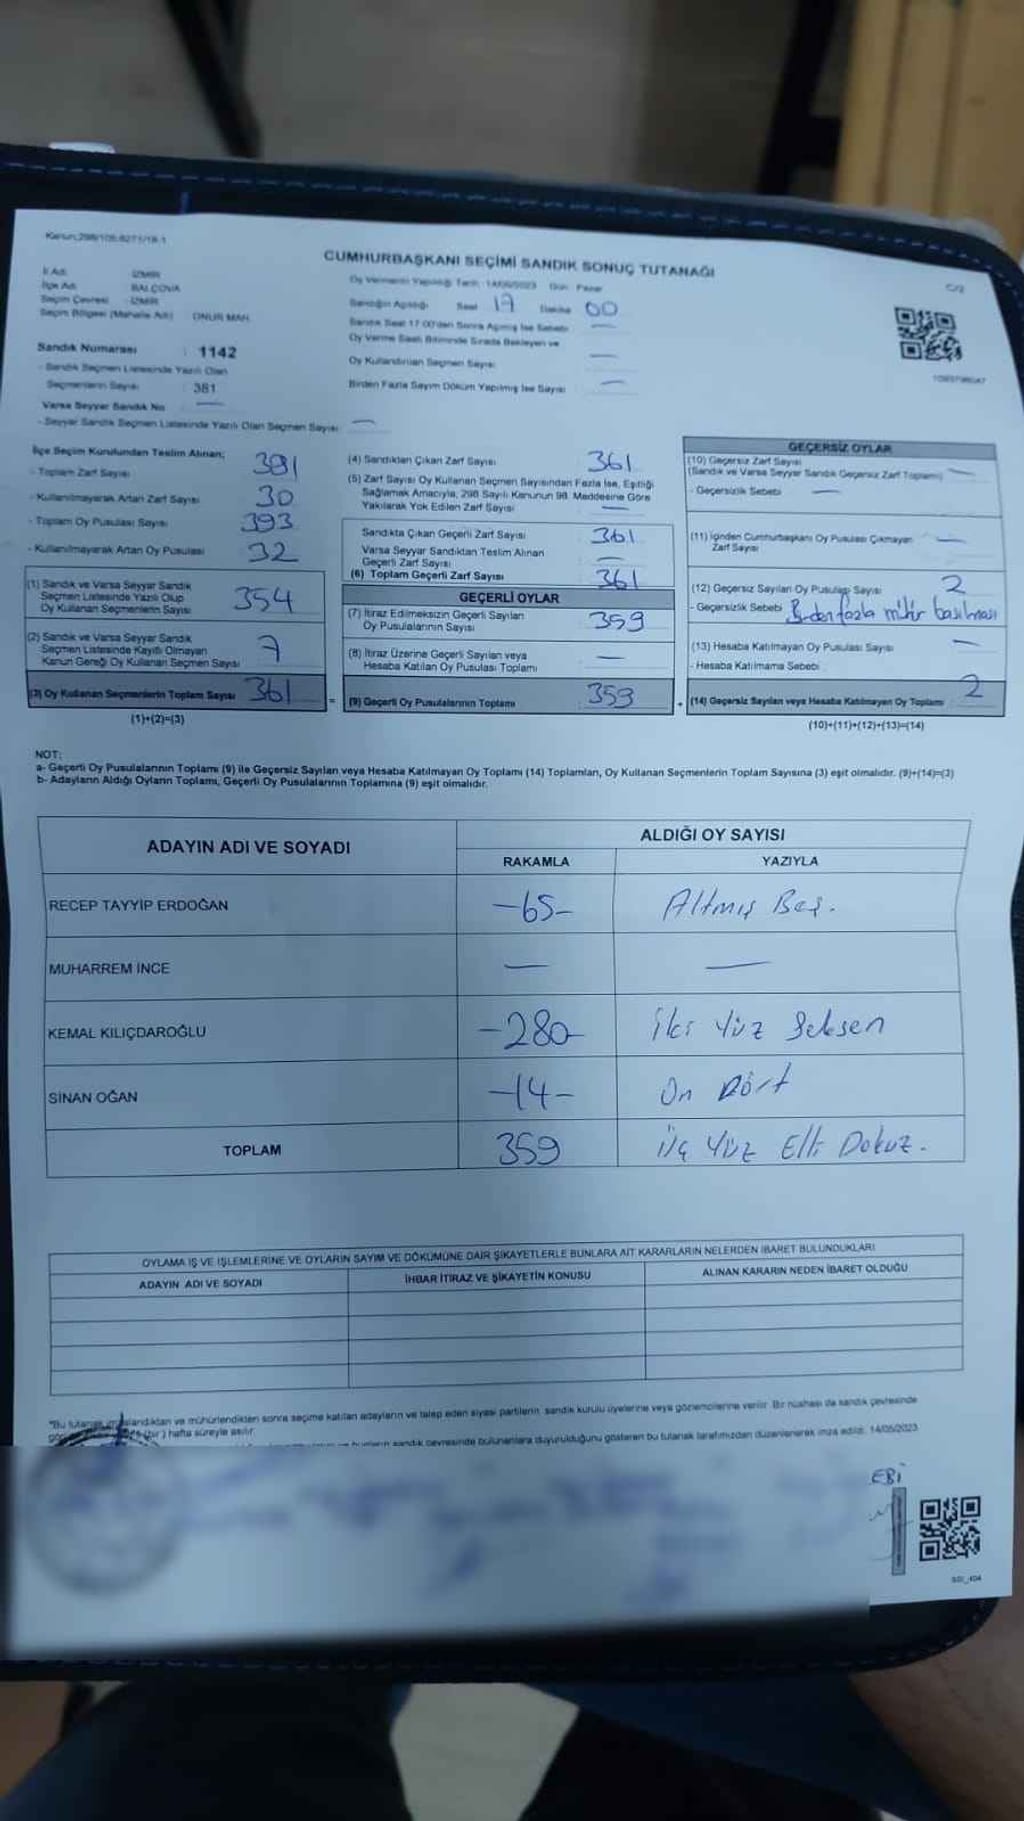 Kanun:298/105.6271/18-1
CUMHURBAŞKANI SEÇİMİ SANDIK SONUÇ TUTANAĞI
C/2
İl Adı İZMİR
İlçe Adı BALÇOVA
Seçim Çevresi İZMİR
Seçim Bölgesi (Mahalle Adı) ONUR MAH.
Oy Vermenin Yapıldığı Tarih: 14/05/2023 Gün: Pazar
Sandığın Açıldığı Saat 17 Dakika 00
Sandık Saat 17:00'den Sonra Açılmış İse Sebebi —
Oy Verme Saati Bitiminde Sırada Bekleyen ve
Oy Kullandırılan Seçmen Sayısı —
Birden Fazla Sayım Döküm Yapılmış İse Sayısı —
Sandık Numarası : 1142
- Sandık Seçmen Listesinde Yazılı Olan
Seçmenlerin Sayısı : 381
Varsa Seyyar Sandık No —
- Seyyar Sandık Seçmen Listesinde Yazılı Olan Seçmen Sayısı —
İlçe Seçim Kurulundan Teslim Alınan;
- Toplam Zarf Sayısı 391
- Kullanılmayarak Artan Zarf Sayısı 30
- Toplam Oy Pusulası Sayısı 393
- Kullanılmayarak Artan Oy Pusulası 32
(1) Sandık ve Varsa Seyyar Sandık
Seçmen Listesinde Yazılı Olup
Oy Kullanan Seçmenlerin Sayısı 354
(2) Sandık ve Varsa Seyyar Sandık
Seçmen Listesinde Kayıtlı Olmayan
Kanun Gereği Oy Kullanan Seçmen Sayısı 7
(3) Oy Kullanan Seçmenlerin Toplam Sayısı 361
(1)+(2)=(3)
(4) Sandıktan Çıkan Zarf Sayısı 361
(5) Zarf Sayısı Oy Kullanan Seçmen Sayısından Fazla İse, Eşitliği
Sağlamak Amacıyla, 298 Sayılı Kanunun 98. Maddesine Göre
Yakılarak Yok Edilen Zarf Sayısı —
Sandıkta Çıkan Geçerli Zarf Sayısı 361
Varsa Seyyar Sandıktan Teslim Alınan
Geçerli Zarf Sayısı —
(6) Toplam Geçerli Zarf Sayısı 361
GEÇERLİ OYLAR
(7) İtiraz Edilmeksizin Geçerli Sayılan
Oy Pusulalarının Sayısı 359
(8) İtiraz Üzerine Geçerli Sayılan veya
Hesaba Katılan Oy Pusulası Toplamı —
= (9) Geçerli Oy Pusulalarının Toplamı 359
GEÇERSİZ OYLAR
(10) Geçersiz Zarf Sayısı
(Sandık ve Varsa Seyyar Sandık Geçersiz Zarf Toplamı) —
- Geçersizlik Sebebi —
(11) İçinden Cumhurbaşkanı Oy Pusulası Çıkmayan
Zarf Sayısı —
(12) Geçersiz Sayılan Oy Pusulası Sayısı 2
- Geçersizlik Sebebi Birden fazla mühür basılması
(13) Hesaba Katılmayan Oy Pusulası Sayısı —
- Hesaba Katılmama Sebebi
+ (14) Geçersiz Sayılan veya Hesaba Katılmayan Oy Toplamı 2
(10)+(11)+(12)+(13)=(14)
NOT:
a- Geçerli Oy Pusulalarının Toplamı (9) ile Geçersiz Sayılan veya Hesaba Katılmayan Oy Toplamı (14) Toplamları, Oy Kullanan Seçmenlerin Toplam Sayısına (3) eşit olmalıdır. (9)+(14)=(3)
b- Adayların Aldığı Oyların Toplamı, Geçerli Oy Pusulalarının Toplamına (9) eşit olmalıdır.
ADAYIN ADI VE SOYADI
ALDIĞI OY SAYISI
RAKAMLA YAZIYLA
RECEP TAYYİP ERDOĞAN -65- Altmış Beş.
MUHARREM İNCE — —
KEMAL KILIÇDAROĞLU -280- İki Yüz Seksen
SİNAN OĞAN -14- On Dört
TOPLAM 359 Üç Yüz Elli Dokuz.
OYLAMA İŞ VE İŞLEMLERİNE VE OYLARIN SAYIM VE DÖKÜMÜNE DAİR ŞİKAYETLERLE BUNLARA AİT KARARLARIN NELERDEN İBARET BULUNDUKLARI
ADAYIN ADI VE SOYADI İHBAR İTİRAZ VE ŞİKAYETİN KONUSU ALINAN KARARIN NEDEN İBARET OLDUĞU
"Bu tutanak ve mühürlendikten sonra seçime katılan adayların ve talep eden siyasi partilerin sandık kurulu üyelerine veya gözlemcilerine verilir. Bir nüshası da sandık çevresinde
(bir) hafta süreyle asılır.
sandık çevresinde bulunanlara duyurulduğunu gösteren bu tutanak tarafımızdan düzenlenerek imza edildi. 14/05/2023